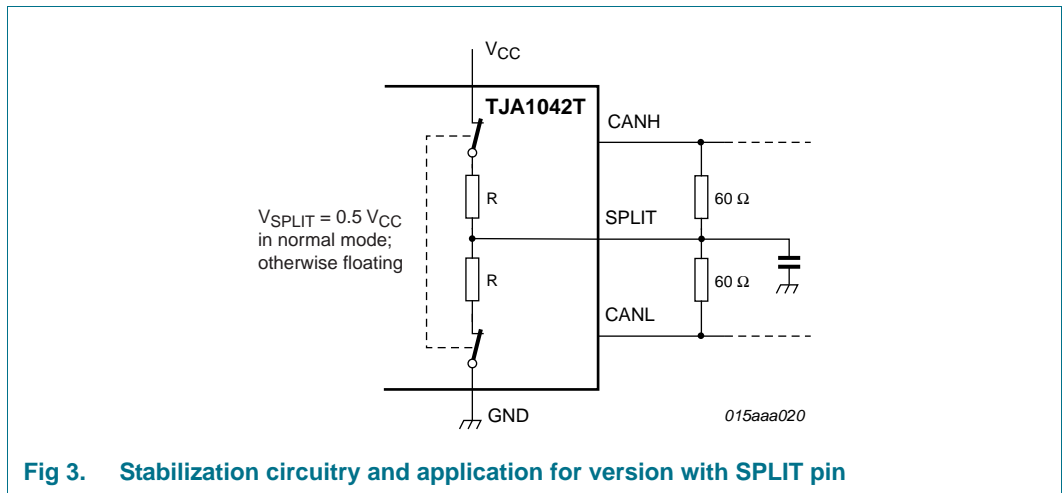 VCC
TJA1042T
CANH
R
60 Ω
VSPLIT = 0.5 VCC
in normal mode;
otherwise floating
SPLIT
R
60 Ω
CANL
GND
015aaa020
Fig 3. Stabilization circuitry and application for version with SPLIT pin